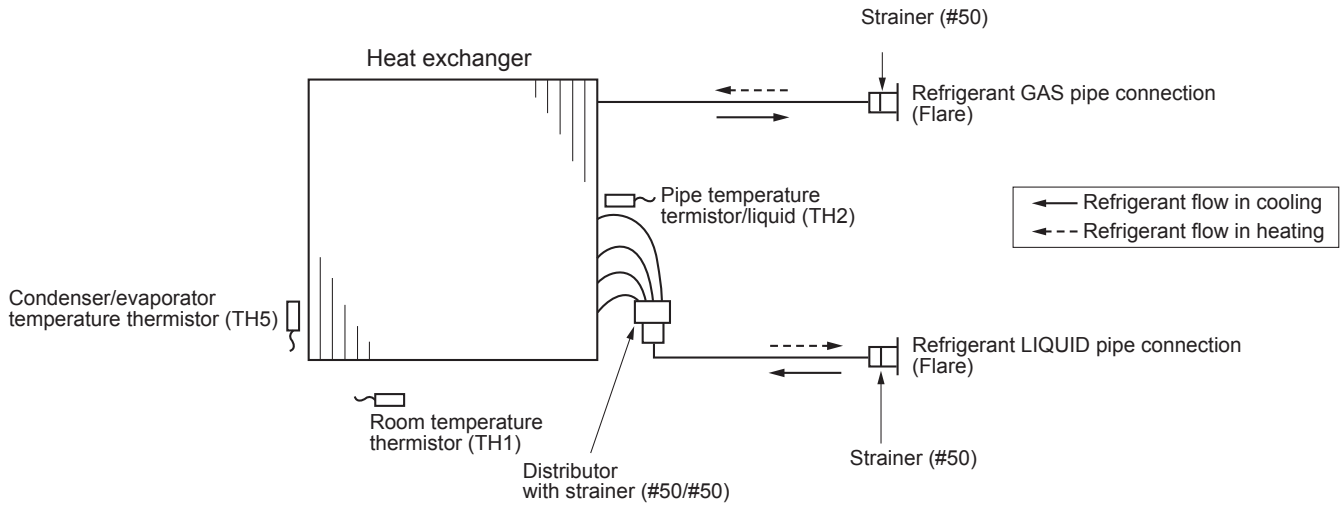 Strainer (#50)
Heat exchanger
Refrigerant GAS pipe connection
(Flare)
Pipe temperature
termistor/liquid (TH2)
Refrigerant flow in cooling
Refrigerant flow in heating
Condenser/evaporator
temperature thermistor (TH5)
Refrigerant LIQUID pipe connection
(Flare)
Room temperature
thermistor (TH1)
Strainer (#50)
Distributor
with strainer (#50/#50)